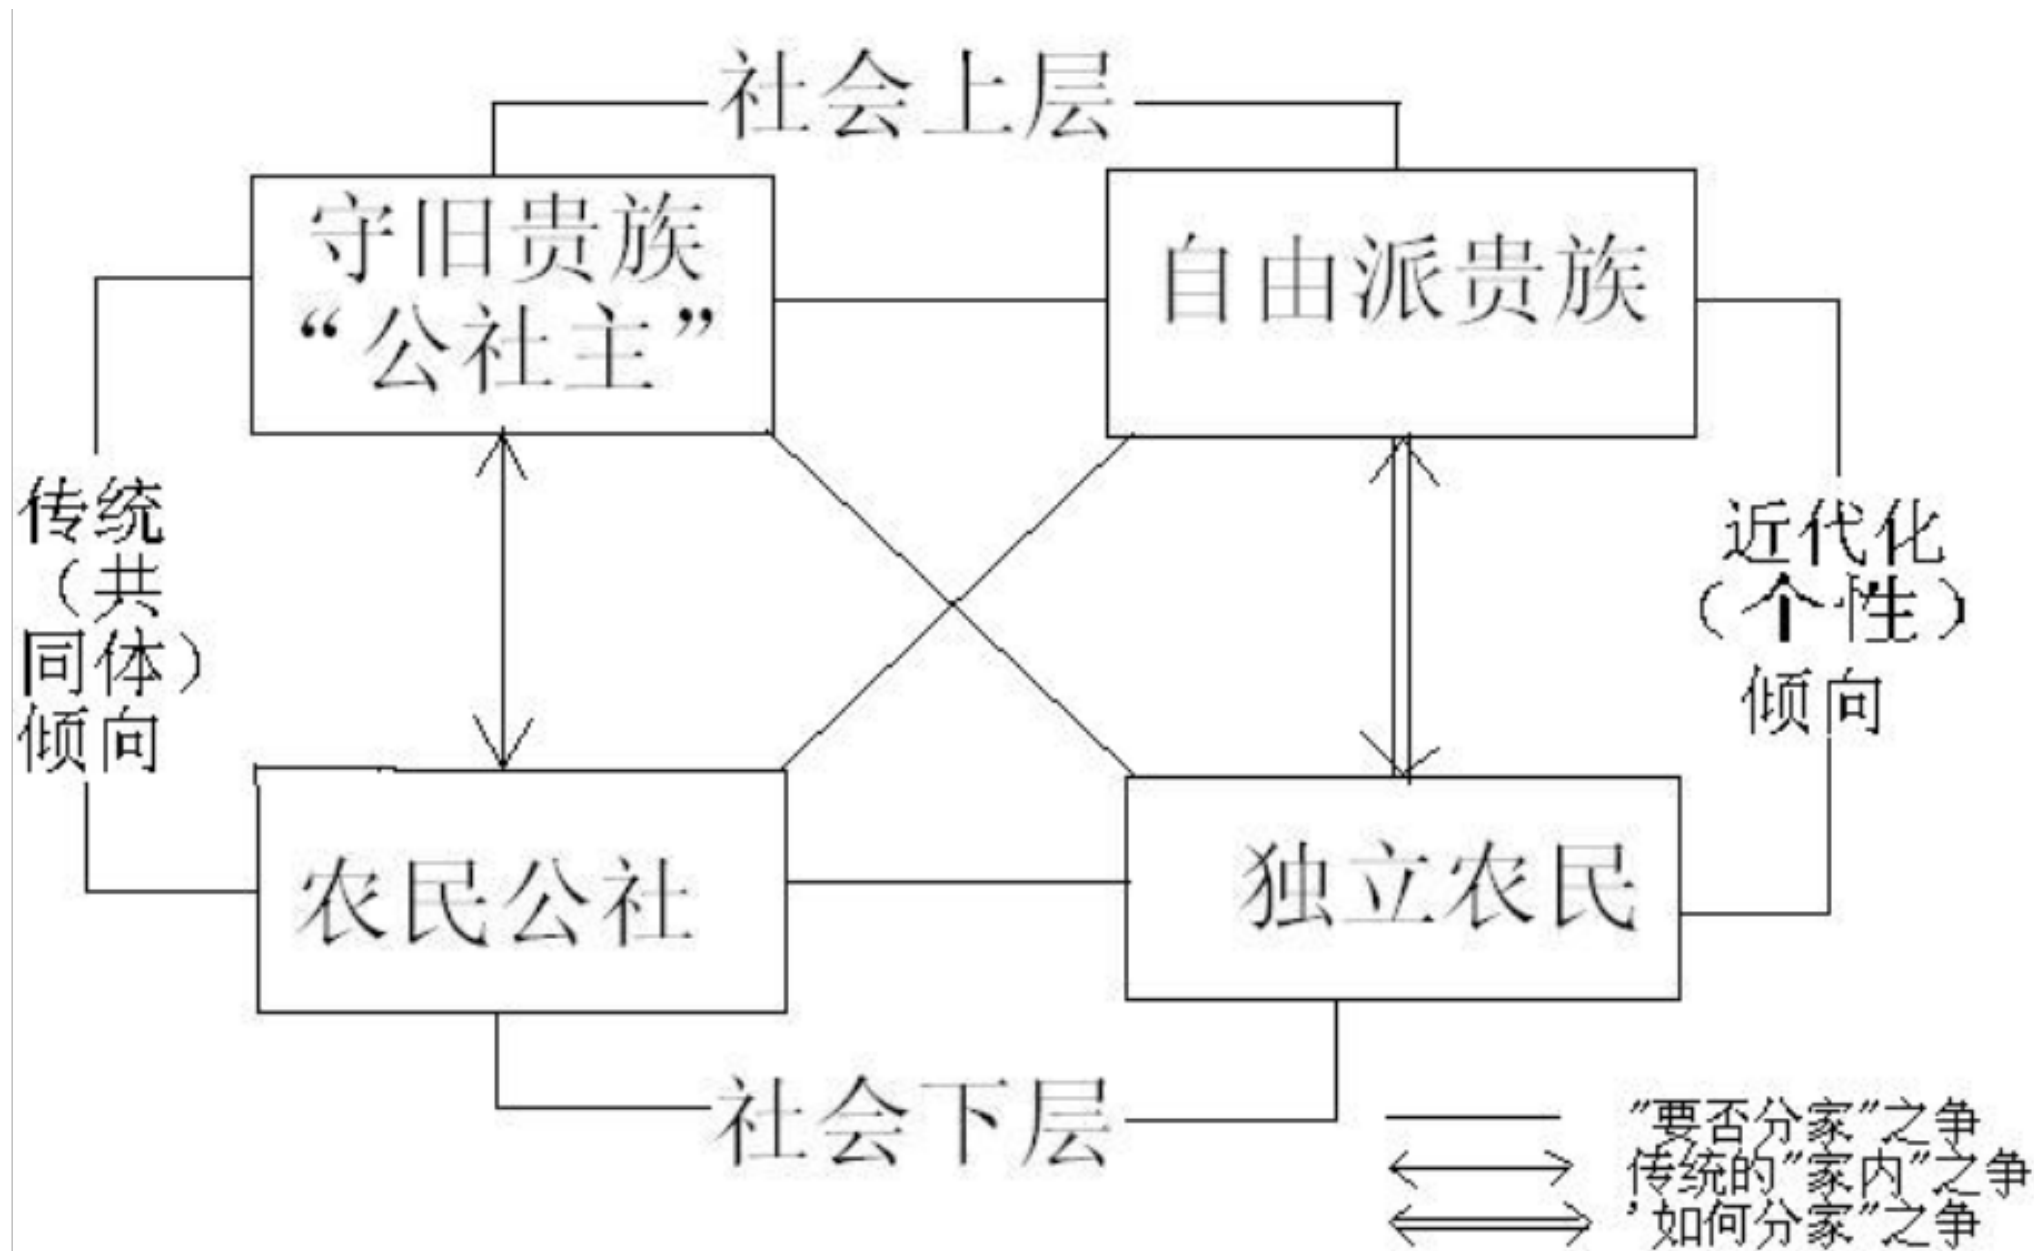 社会上层
守旧贵族
“公社主”
自由派贵族
传统
（共
同体）
倾向
近代化
（个性）
倾向
农民公社
独立农民
社会下层
"要否分家"之争
传统的"家内"之争
'如何分家"之争